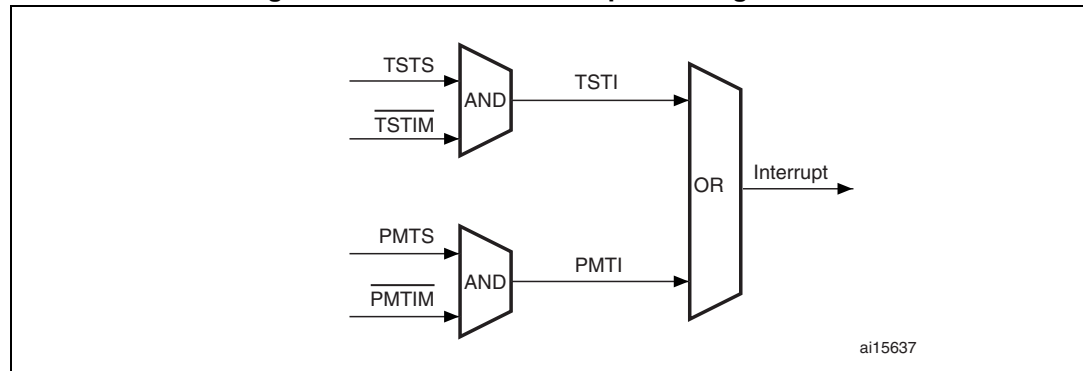 TSTS
TSTIM
AND
TSTI
PMTS
PMTIM
AND
PMTI
OR
Interrupt
ai15637